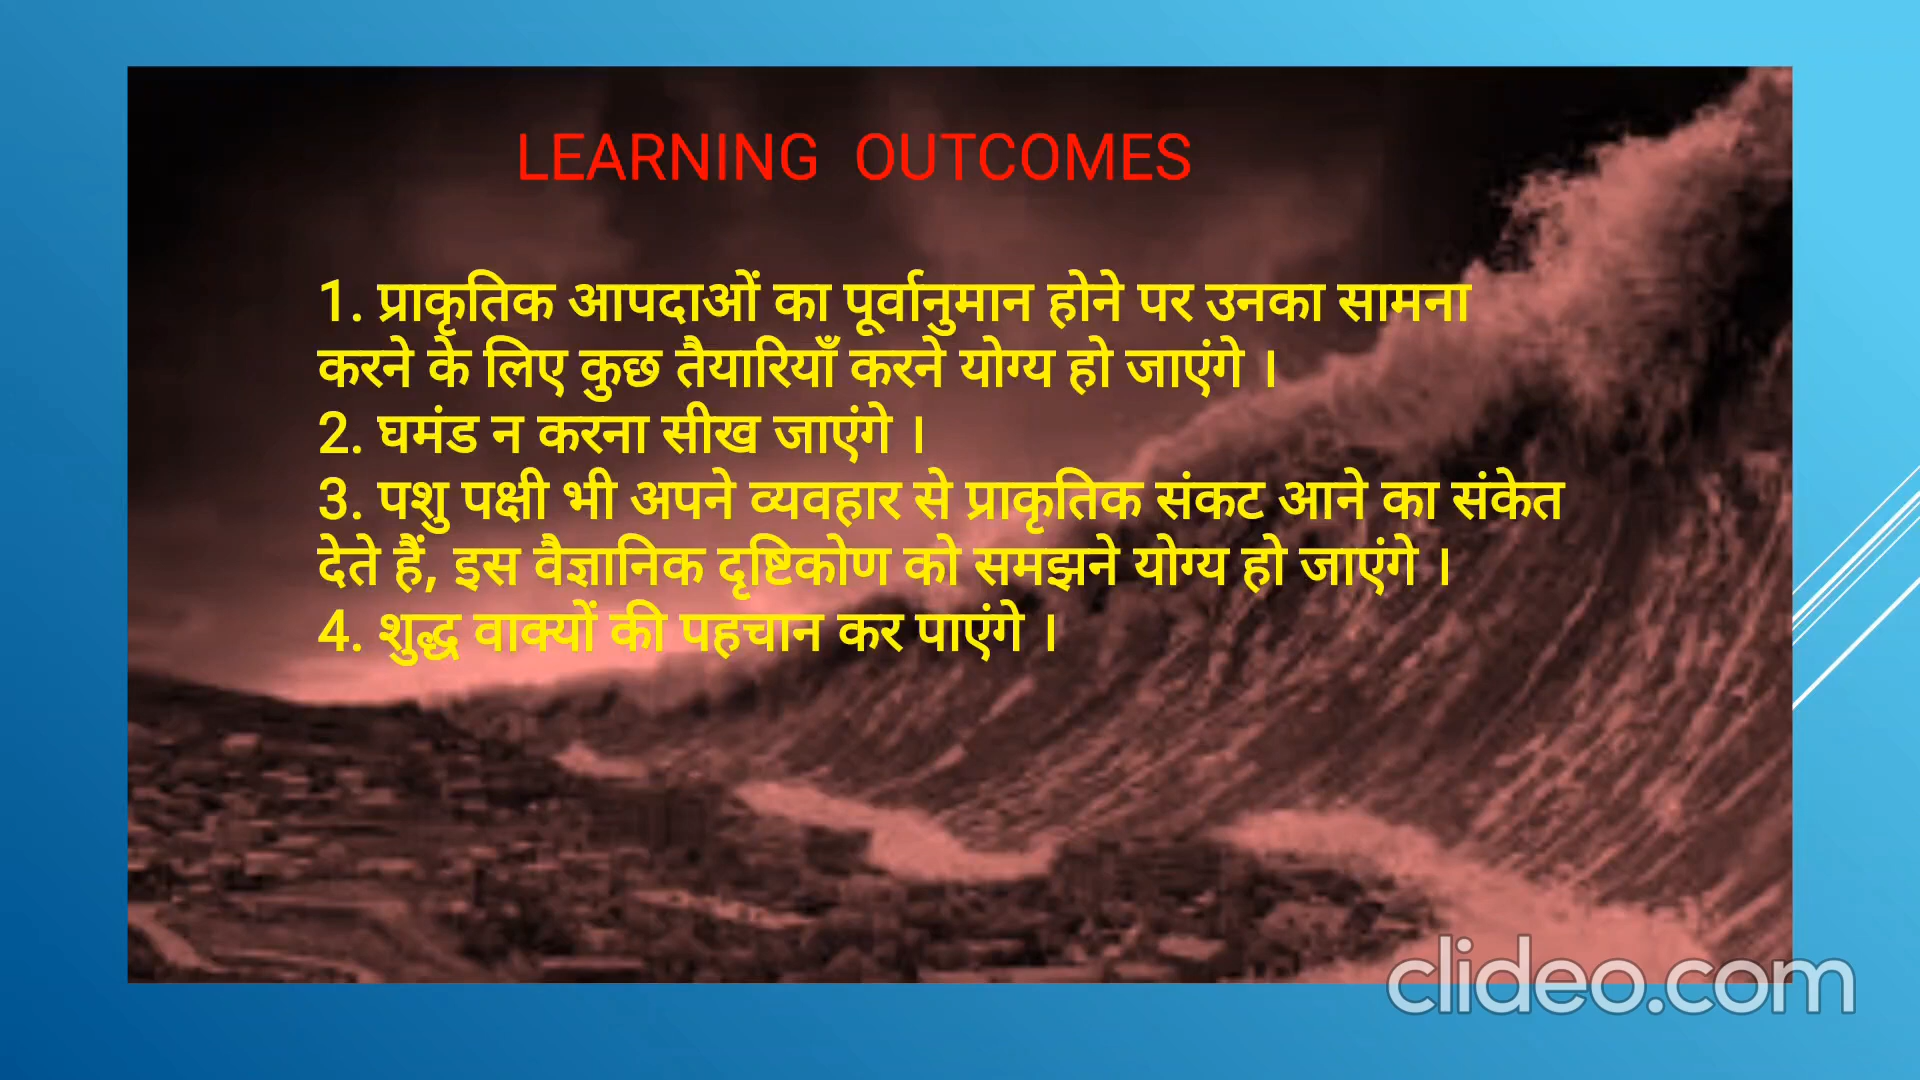 LEARNING OUTCOMES
1. प्राकृतिक आपदाओं का पूर्वानुमान होने पर उनका सामना
करने के लिए कुछ तैयारियाँ करने योग्य हो जाएंगे ।
2. घमंड न करना सीख जाएंगे ।
3. पशु पक्षी भी अपने व्यवहार से प्राकृतिक संकट आने का संकेत
देते हैं, इस वैज्ञानिक दृष्टिकोण को समझने योग्य हो जाएंगे ।
4. शुद्ध वाक्यों की पहचान कर पाएंगे ।
clideo.com